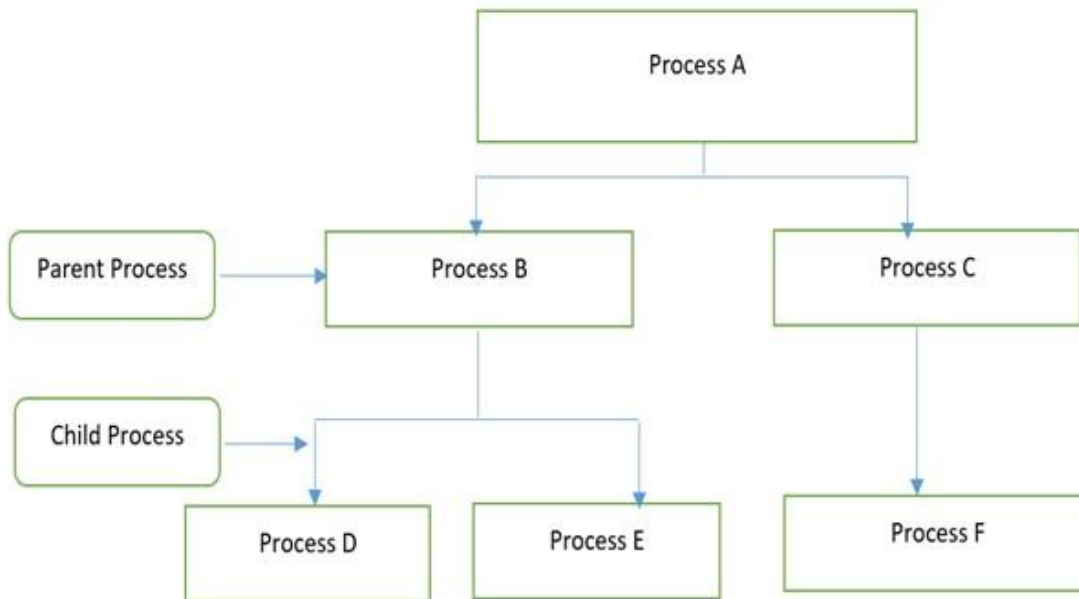 Process A
Parent Process
Process B
Process C
Child Process
Process D
Process E
Process F